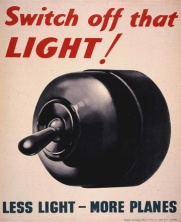 Switch off that
LIGHT!
LESS LIGHT – MORE PLANES